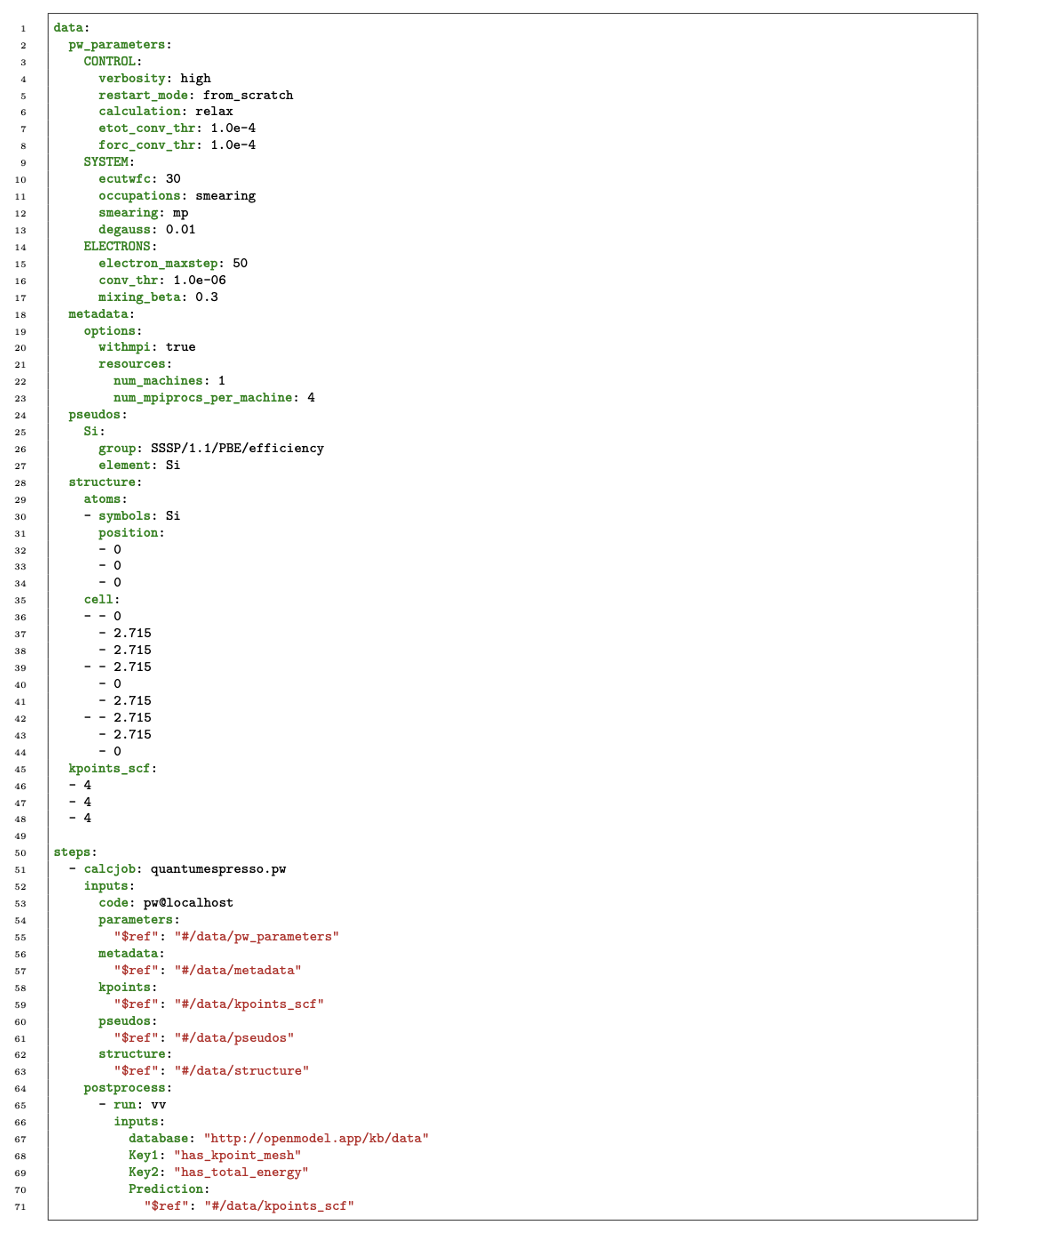 1 data:
2 pw_parameters:
3 CONTROL:
4 verbosity: high
5 restart_mode: from_scratch
6 calculation: relax
7 etot_conv_thr: 1.0e-4
8 forc_conv_thr: 1.0e-4
9 SYSTEM:
10 ecutwfc: 30
11 occupations: smearing
12 smearing: mp
13 degauss: 0.01
14 ELECTRONS:
15 electron_maxstep: 50
16 conv_thr: 1.0e-06
17 mixing_beta: 0.3
18 metadata:
19 options:
20 withmpi: true
21 resources:
22 num_machines: 1
23 num_mpiprocs_per_machine: 4
24 pseudos:
25 Si:
26 group: SSSP/1.1/PBE/efficiency
27 element: Si
28 structure:
29 atoms:
30 - symbols: Si
31 position:
32 - 0
33 - 0
34 - 0
35 cell:
36 - - 0
37 - 2.715
38 - 2.715
39 - - 2.715
40 - 0
41 - 2.715
42 - - 2.715
43 - 2.715
44 - 0
45 kpoints_scf:
46 - 4
47 - 4
48 - 4
49
50 steps:
51 - calcjob: quantumespresso.pw
52 inputs:
53 code: pw@localhost
54 parameters:
55 "$ref": "#/data/pw_parameters"
56 metadata:
57 "$ref": "#/data/metadata"
58 kpoints:
59 "$ref": "#/data/kpoints_scf"
60 pseudos:
61 "$ref": "#/data/pseudos"
62 structure:
63 "$ref": "#/data/structure"
64 postprocess:
65 - run: vv
66 inputs:
67 database: "http://openmodel.app/kb/data"
68 Key1: "has_kpoint_mesh"
69 Key2: "has_total_energy"
70 Prediction:
71 "$ref": "#/data/kpoints_scf"